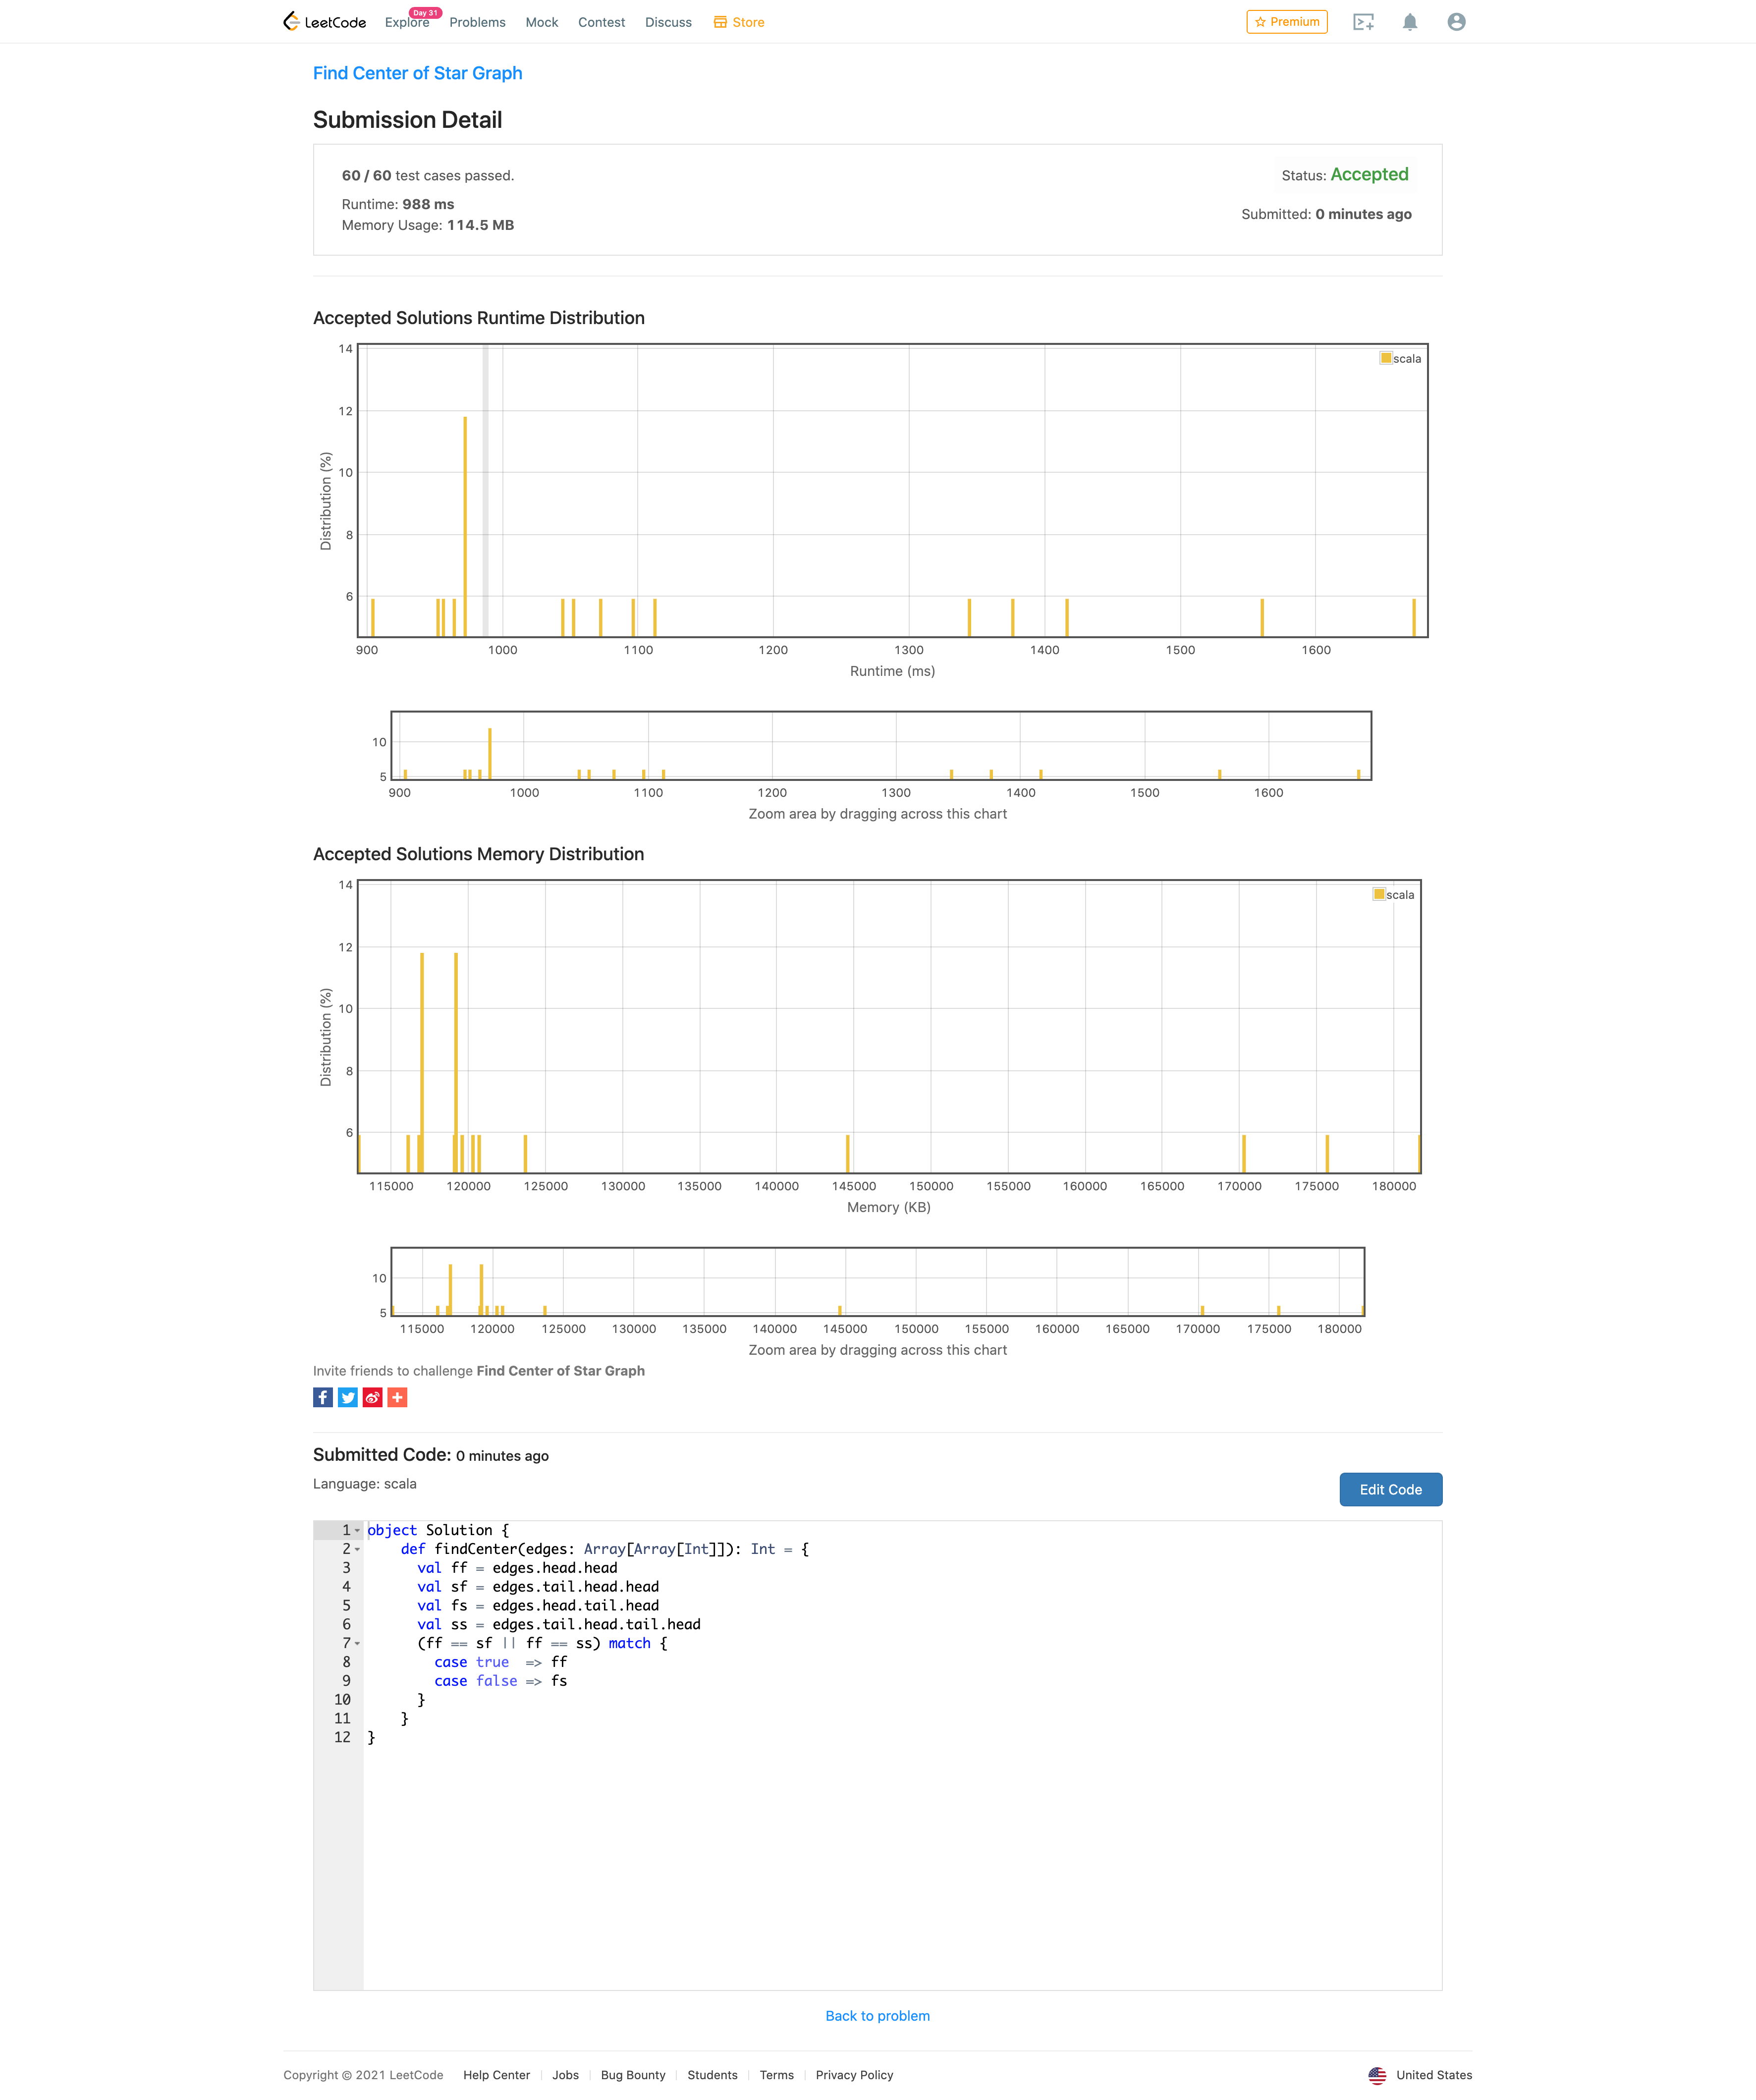 LeetCode Explore Day 31 Problems Mock Contest Discuss Store Premium
Find Center of Star Graph
Submission Detail
60 / 60 test cases passed. Status: Accepted
Runtime: 988 ms
Memory Usage: 114.5 MB Submitted: 0 minutes ago
Accepted Solutions Runtime Distribution
14
scala
12
10
Distribution (%)
8
6
900 1000 1100 1200 1300 1400 1500 1600
Runtime (ms)
10
5
900 1000 1100 1200 1300 1400 1500 1600
Zoom area by dragging across this chart
Accepted Solutions Memory Distribution
14
scala
12
10
Distribution (%)
8
6
115000 120000 125000 130000 135000 140000 145000 150000 155000 160000 165000 170000 175000 180000
Memory (KB)
10
5
115000 120000 125000 130000 135000 140000 145000 150000 155000 160000 165000 170000 175000 180000
Zoom area by dragging across this chart
Invite friends to challenge Find Center of Star Graph
Submitted Code: 0 minutes ago
Language: scala
Edit Code
1 object Solution {
2     def findCenter(edges: Array[Array[Int]]): Int = {
3       val ff = edges.head.head
4       val sf = edges.tail.head.head
5       val fs = edges.head.tail.head
6       val ss = edges.tail.head.tail.head
7       (ff == sf || ff == ss) match {
8         case true  => ff
9         case false => fs
10       }
11     }
12 }
Back to problem
Copyright © 2021 LeetCode Help Center Jobs Bug Bounty Students Terms Privacy Policy United States